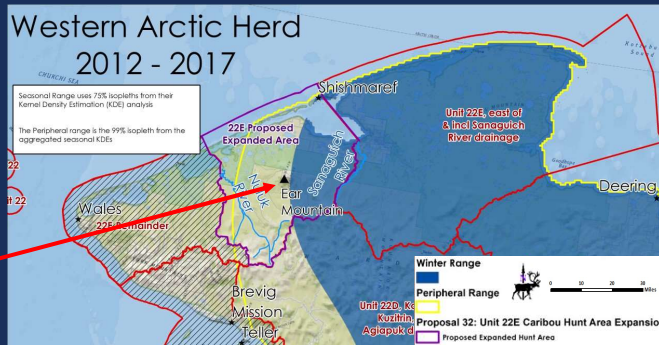 Western Arctic Herd
2012 - 2017
CHUKCHI SEA
Seasonal Range uses 75% isopleths from their
Kernel Density Estimation (KDE) analysis
The Peripheral range is the 99% isopleth from the
aggregated seasonal KDEs
Shishmaref
22E Proposed
Expanded Area
Unit 22E, east of
& incl Sanaguich
River drainage
Sanaguich
River
Nuluk
River
Ear
Mountain
Deering
22
it 22
Wales
22E Remainder
Brevig
Mission
Teller
Unit 22D, Ko
Kuzitrin,
Agiapuk d
Winter Range
Peripheral Range
0 10 20 30
Miles
Proposal 32: Unit 22E Caribou Hunt Area Expansio
Proposed Expanded Hunt Area